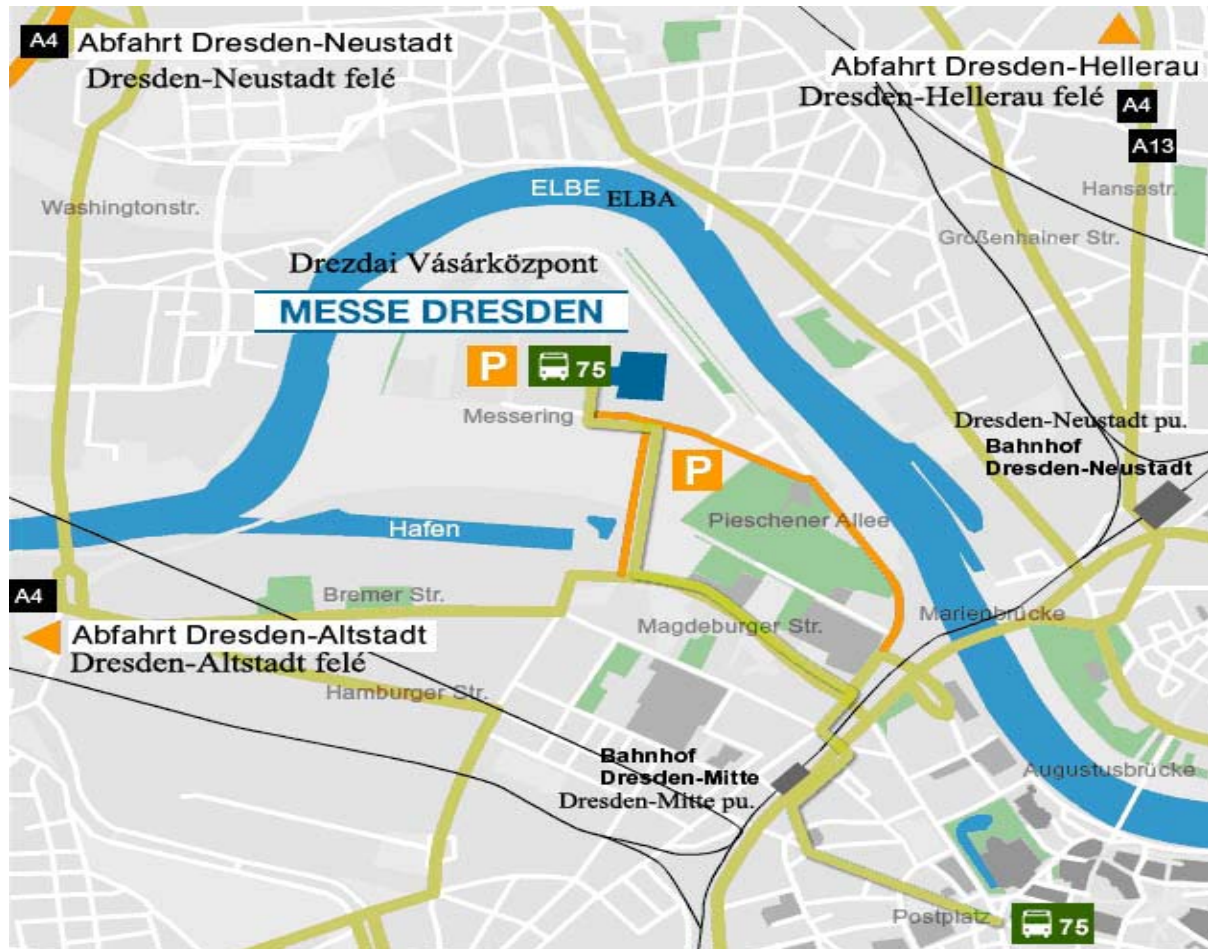 A4 Abfahrt Dresden-Neustadt
Dresden-Neustadt felé
Abfahrt Dresden-Hellerau
Dresden-Hellerau felé
A4
A13
Washingtonstr.
ELBE
ELBA
Hansastr.
Großenhainer Str.
Drezdai Vásárközpont
MESSE DRESDEN
P
75
Messering
Dresden-Neustadt pu.
Bahnhof
Dresden-Neustadt
P
Pieschener Allee
Hafen
A4
Bremer Str.
Abfahrt Dresden-Altstadt
Dresden-Altstadt felé
Magdeburger Str.
Marienbrücke
Hamburger Str.
Bahnhof
Dresden-Mitte
Dresden-Mitte pu.
Augustusbrücke
Postplatz
75